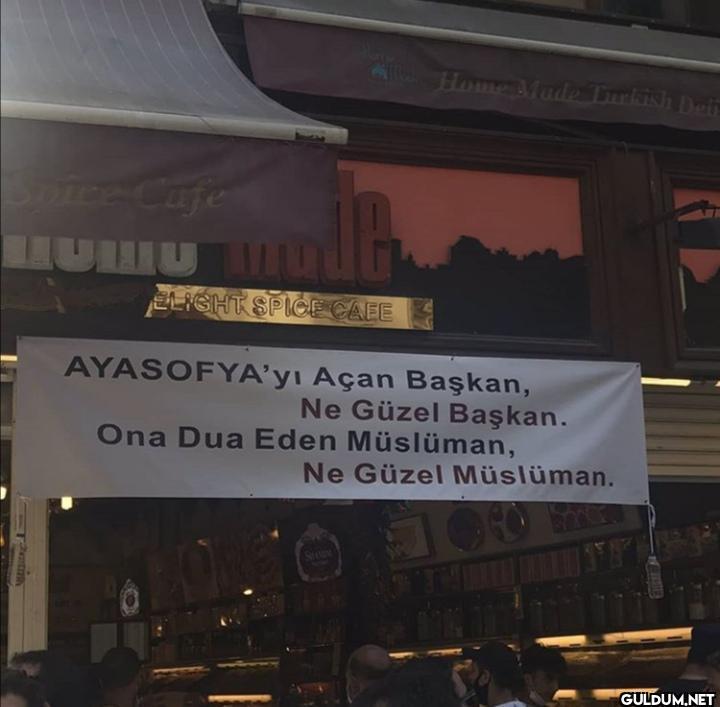 Home Made Turkish Deli
Spice Cafe
Home Made
ELIGHT SPICE CAFE
AYASOFYA'yı Açan Başkan,
Ne Güzel Başkan.
Ona Dua Eden Müslüman,
Ne Güzel Müslüman.
GULDUM.NET